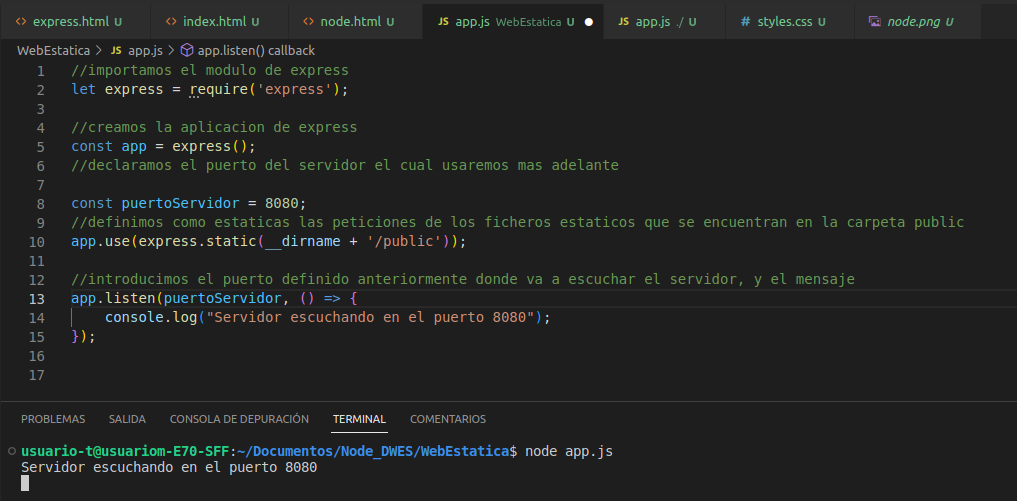 express.html U
index.html U
node.html U
JS app.js WebEstatica U
JS app.js ./ U
# styles.css U
node.png U
WebEstatica > JS app.js > app.listen() callback
1 //importamos el modulo de express
2 let express = require('express');
3
4 //creamos la aplicacion de express
5 const app = express();
6 //declaramos el puerto del servidor el cual usaremos mas adelante
7
8 const puertoServidor = 8080;
9 //definimos como estaticas las peticiones de los ficheros estaticos que se encuentran en la carpeta public
10 app.use(express.static(__dirname + '/public'));
11
12 //introducimos el puerto definido anteriormente donde va a escuchar el servidor, y el mensaje
13 app.listen(puertoServidor, () => {
14     console.log("Servidor escuchando en el puerto 8080");
15 });
16
17
PROBLEMAS SALIDA CONSOLA DE DEPURACIÓN TERMINAL COMENTARIOS
usuario-t@usuariom-E70-SFF:~/Documentos/Node_DWES/WebEstatica$ node app.js
Servidor escuchando en el puerto 8080